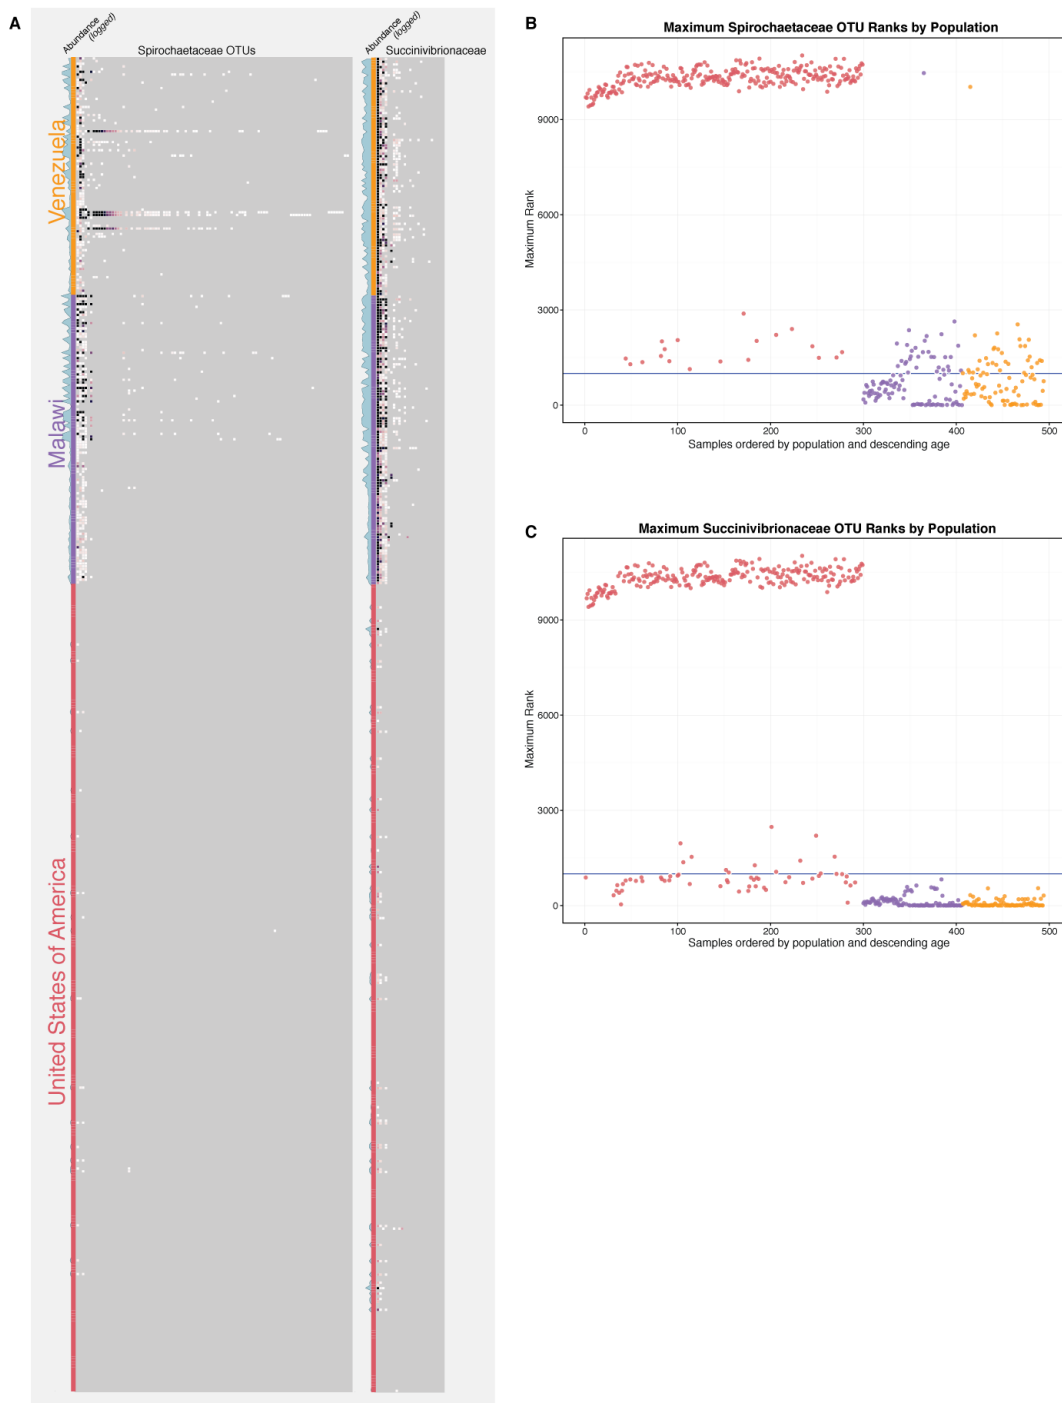 A
Abundance
(logged)
Spirochaetaceae OTUs
Abundance
(logged)
Succinivibrionaceae
Venezuela
Malawi
United States of America
B
Maximum Spirochaetaceae OTU Ranks by Population
Maximum Rank
9000
6000
3000
0
0 100 200 300 400 500
Samples ordered by population and descending age
C
Maximum Succinivibrionaceae OTU Ranks by Population
Maximum Rank
9000
6000
3000
0
0 100 200 300 400 500
Samples ordered by population and descending age